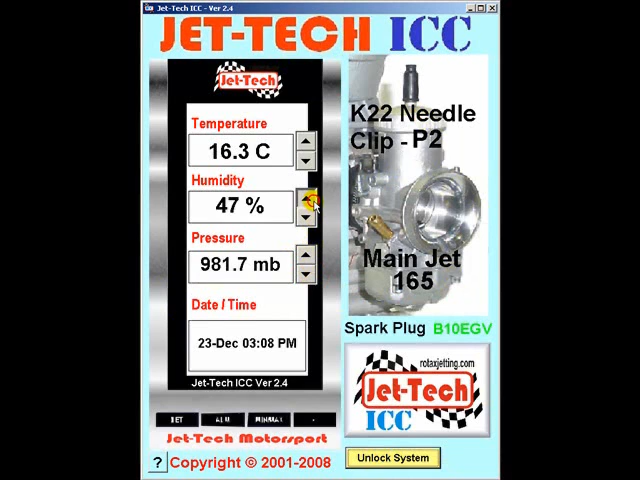 Jet-Tech ICC - Ver 2.4
JET-TECH ICC
Jet-Tech
Temperature
16.3 C
Humidity
47 %
Pressure
981.7 mb
Date / Time
23-Dec 03:08 PM
Jet-Tech ICC Ver 2.4
JET
Jet-Tech Motorsport
? Copyright © 2001-2008
K22 Needle
Clip - P2
Main Jet
165
Spark Plug B10EGV
rotaxjetting.com
Jet-Tech
ICC
Unlock System